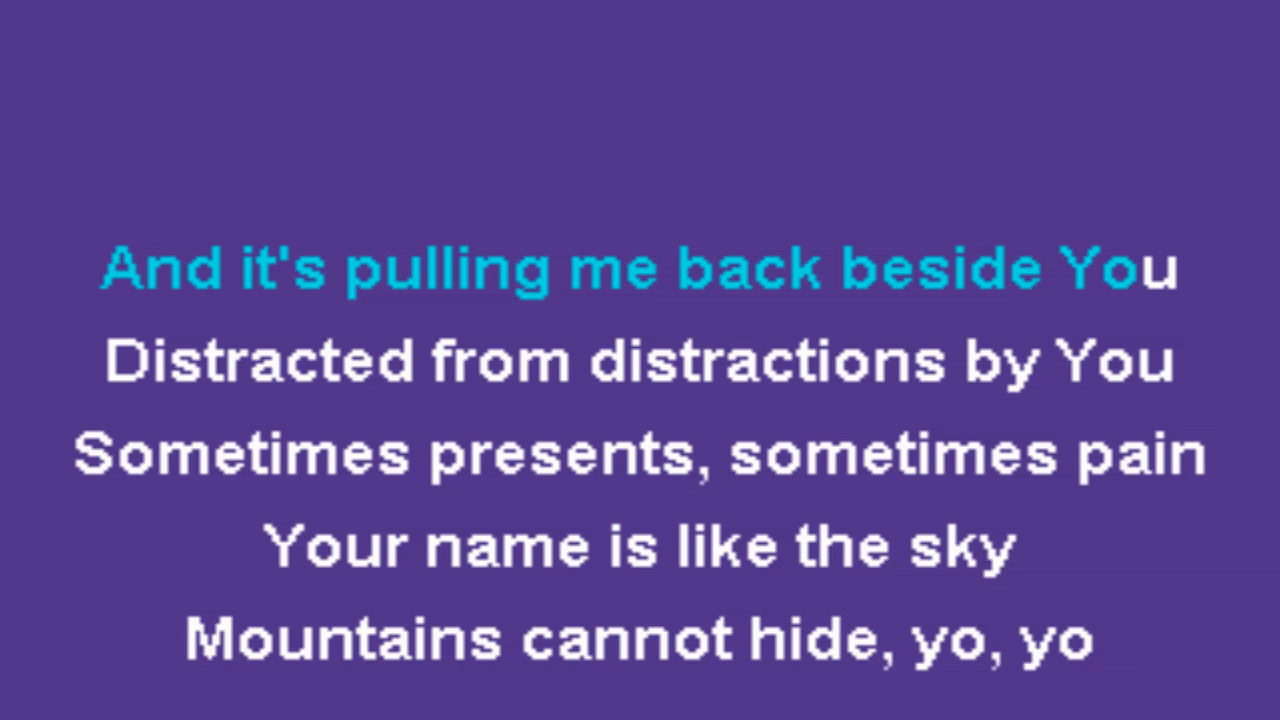 And it's pulling me back beside You
Distracted from distractions by You
Sometimes presents, sometimes pain
Your name is like the sky
Mountains cannot hide, yo, yo